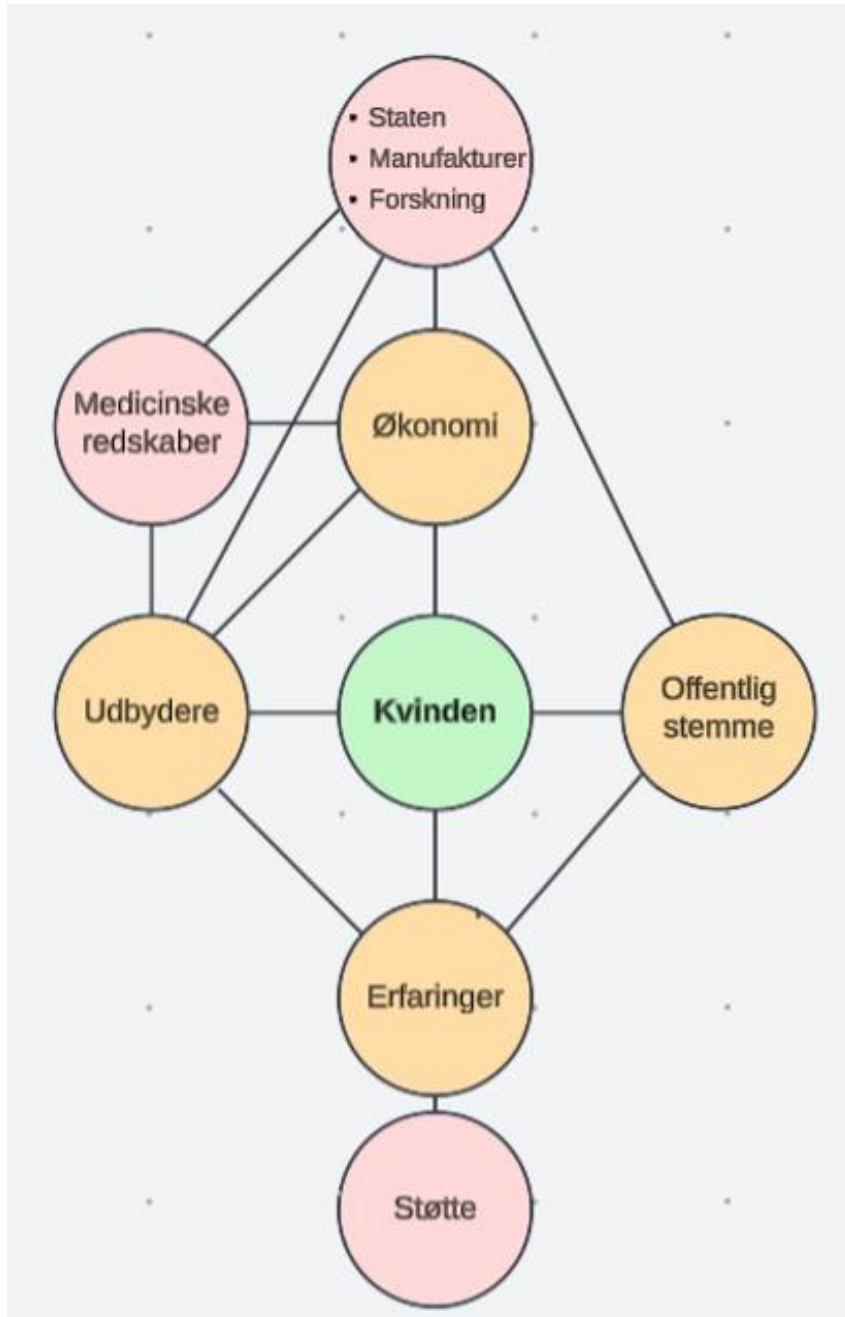 • Staten
• Manufakturer
• Forskning
Medicinske
redskaber
Økonomi
Udbydere
Kvinden
Offentlig
stemme
Erfaringer
Støtte